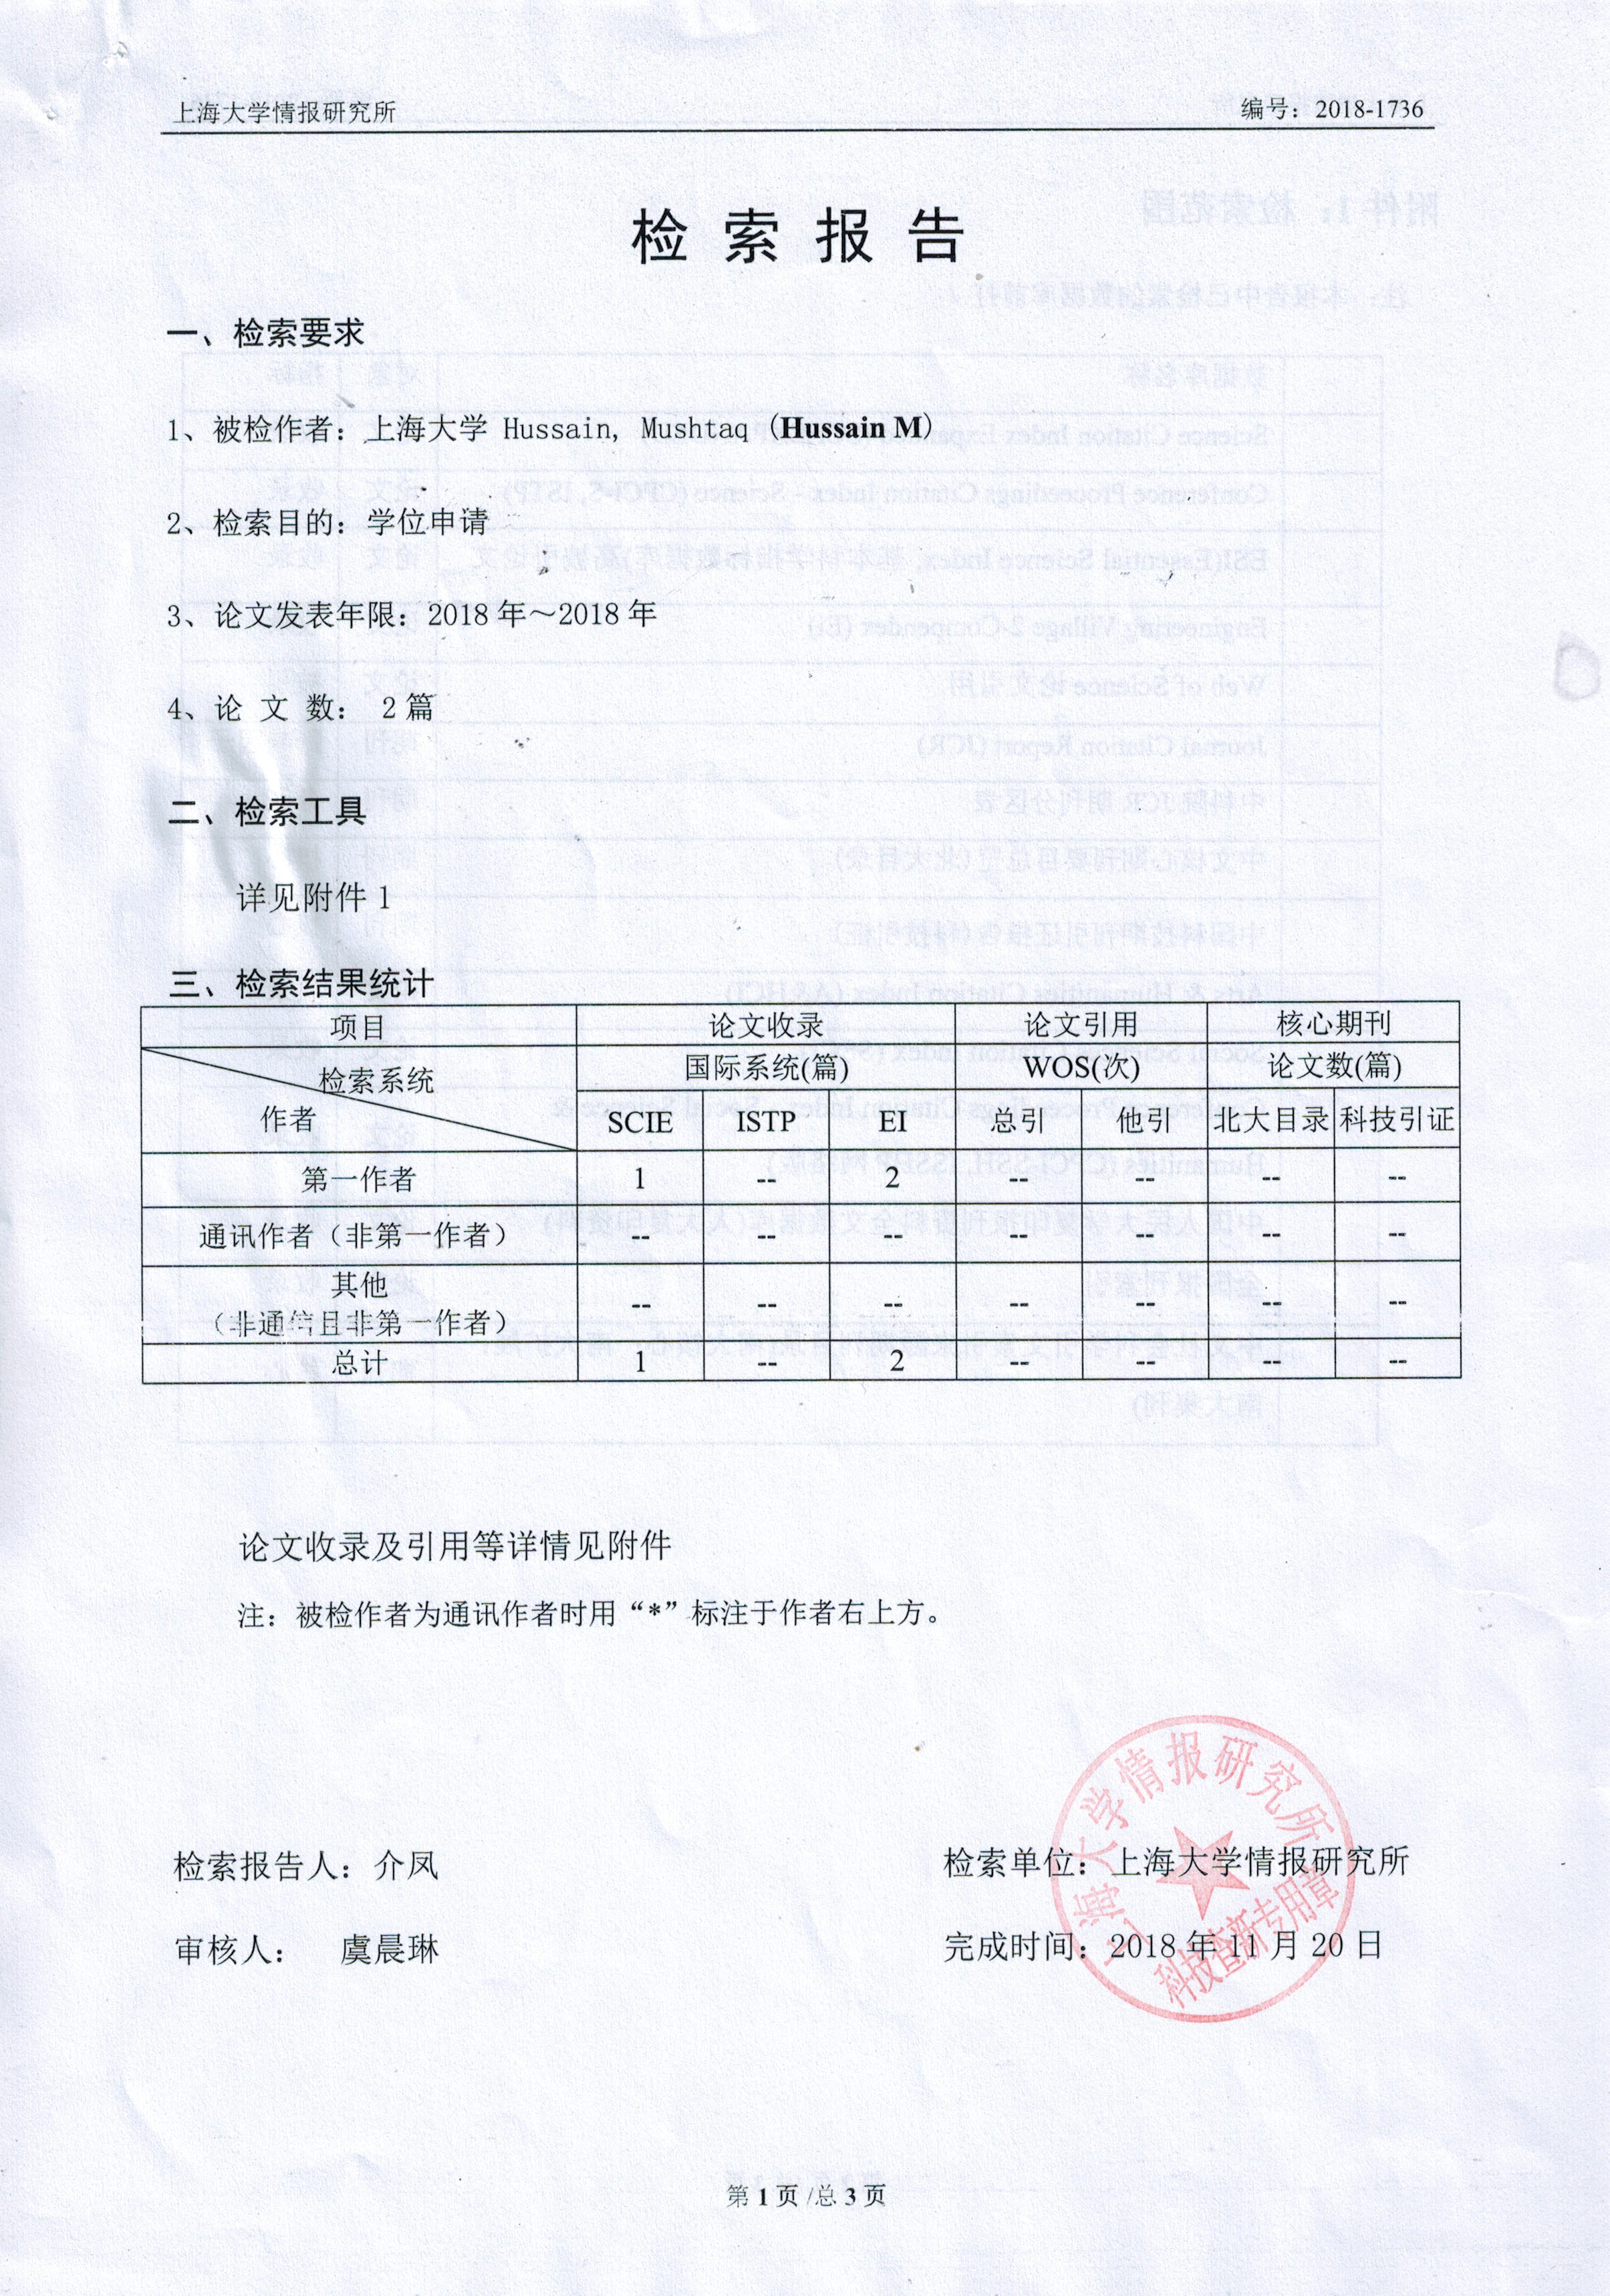 上海大学情报研究所 编号：2018-1736
检 索 报 告
一、检索要求
1、被检作者：上海大学 Hussain, Mushtaq (Hussain M)
2、检索目的：学位申请
3、论文发表年限：2018 年～2018 年
4、论 文 数： 2 篇
二、检索工具
详见附件 1
三、检索结果统计
项目 论文收录 论文引用 核心期刊
检索系统 国际系统(篇) WOS(次) 论文数(篇)
作者 SCIE ISTP EI 总引 他引 北大目录 科技引证
第一作者 1 -- 2 -- -- -- --
通讯作者（非第一作者） -- -- -- -- -- -- --
其他
（非通信且非第一作者） -- -- -- -- -- -- --
总计 1 -- 2 -- -- -- --
论文收录及引用等详情见附件
注：被检作者为通讯作者时用“*”标注于作者右上方。
上海大学情报研究所
检索报告人：介凤 检索单位：上海大学情报研究所
审核人： 虞晨琳 完成时间：2018 年 11 月 20 日
科技查新专用章
第 1 页 /总 3 页